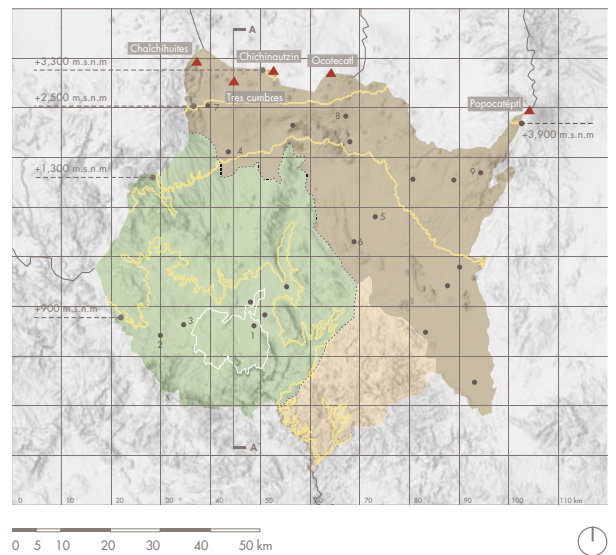 A
+3,300 m.s.n.m
Chalchihuites
Chichinautzin
Ocotecatl
Tres cumbres
+2,500 m.s.n.m
Popocatéptl
+3,900 m.s.n.m
7
8
4
+1,300 m.s.n.m
9
5
6
+900 m.s.n.m
3
2
1
A'
0 10 20 30 40 50 60 70 80 90 100 110 km
0 5 10 20 30 40 50 km